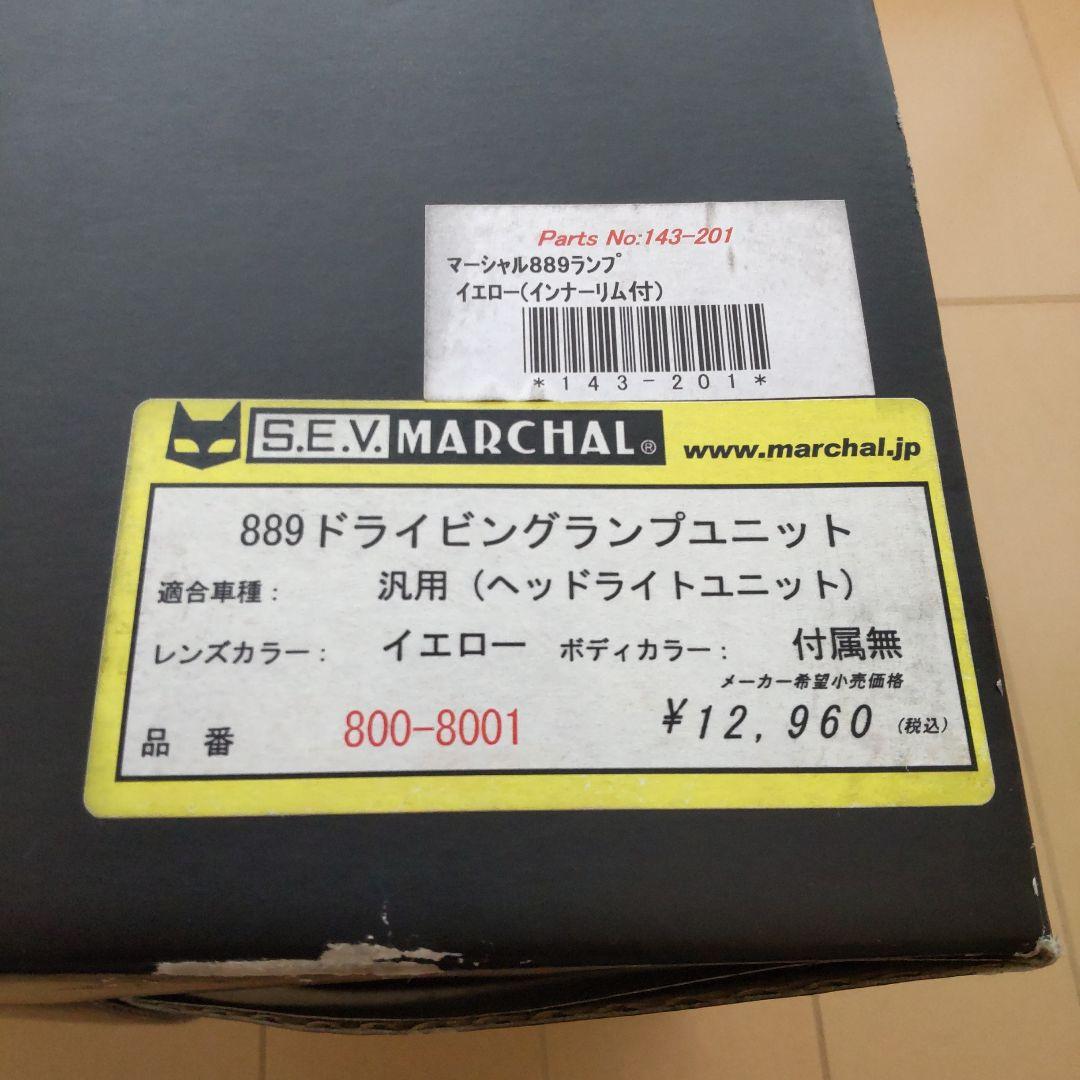 Parts No:143-201
マーシャル889ランプ
イエロー(インナーリム付)
*143-201*
S.E.V. MARCHAL® www.marchal.jp
889ドライビングランプユニット
適合車種： 汎用（ヘッドライトユニット）
レンズカラー： イエロー ボディカラー： 付属無
メーカー希望小売価格
品 番 800-8001 ¥12,960 (税込)